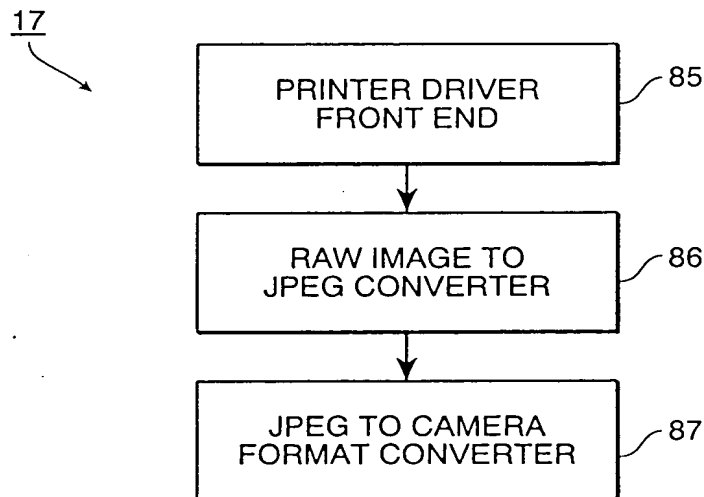 17
PRINTER DRIVER
FRONT END
85
RAW IMAGE TO
JPEG CONVERTER
86
JPEG TO CAMERA
FORMAT CONVERTER
87